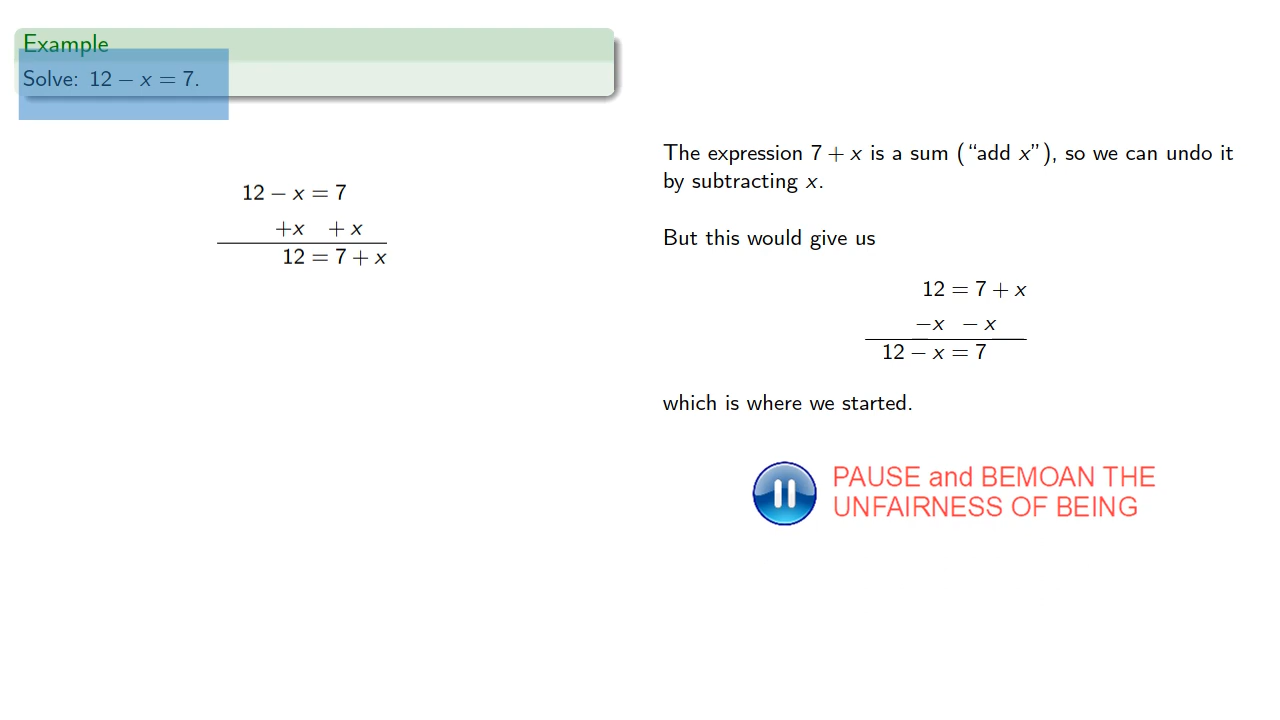 Example
Solve: 12 − x = 7.
12 − x = 7
+x + x
12 = 7 + x
The expression 7 + x is a sum (“add x”), so we can undo it
by subtracting x.
But this would give us
12 = 7 + x
−x − x
12 − x = 7
which is where we started.
PAUSE and BEMOAN THE
UNFAIRNESS OF BEING